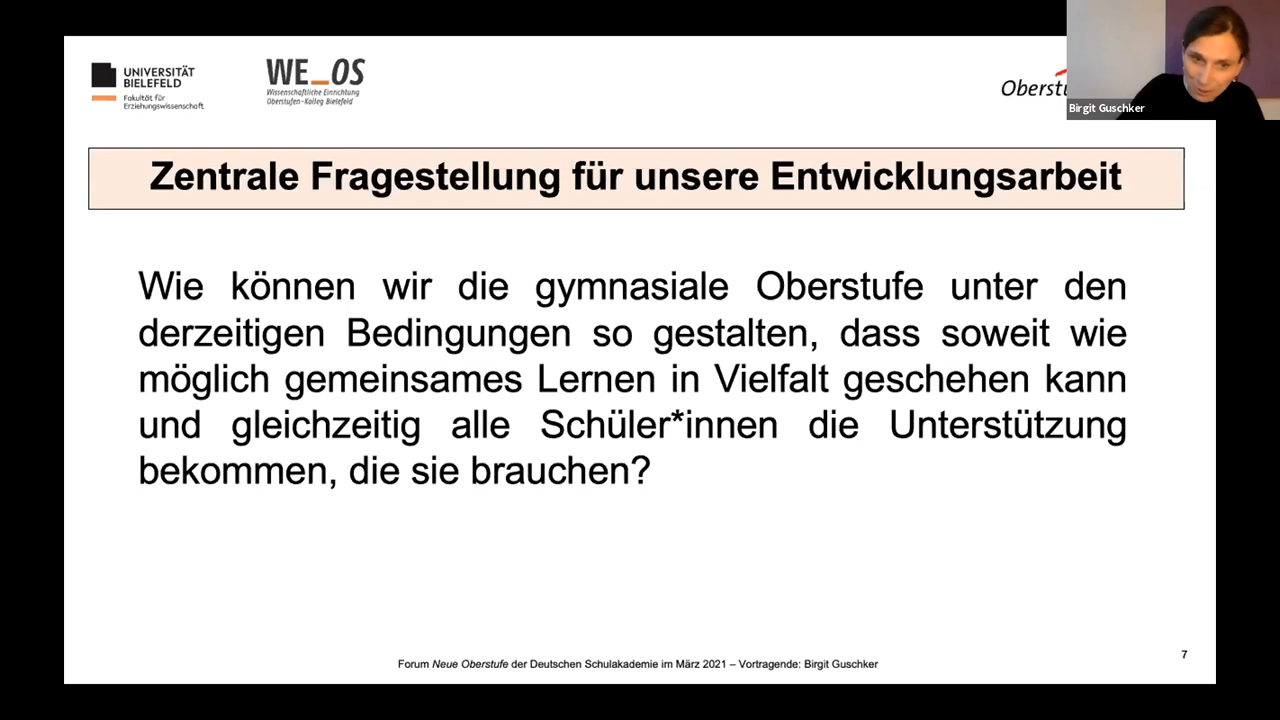 UNIVERSITÄT
BIELEFELD
Fakultät für
Erziehungswissenschaft
WE_OS
Wissenschaftliche Einrichtung
Oberstufen-Kolleg Bielefeld
Birgit Guschker
Zentrale Fragestellung für unsere Entwicklungsarbeit
Wie können wir die gymnasiale Oberstufe unter den
derzeitigen Bedingungen so gestalten, dass soweit wie
möglich gemeinsames Lernen in Vielfalt geschehen kann
und gleichzeitig alle Schüler*innen die Unterstützung
bekommen, die sie brauchen?
7
Forum Neue Oberstufe der Deutschen Schulakademie im März 2021 – Vortragende: Birgit Guschker